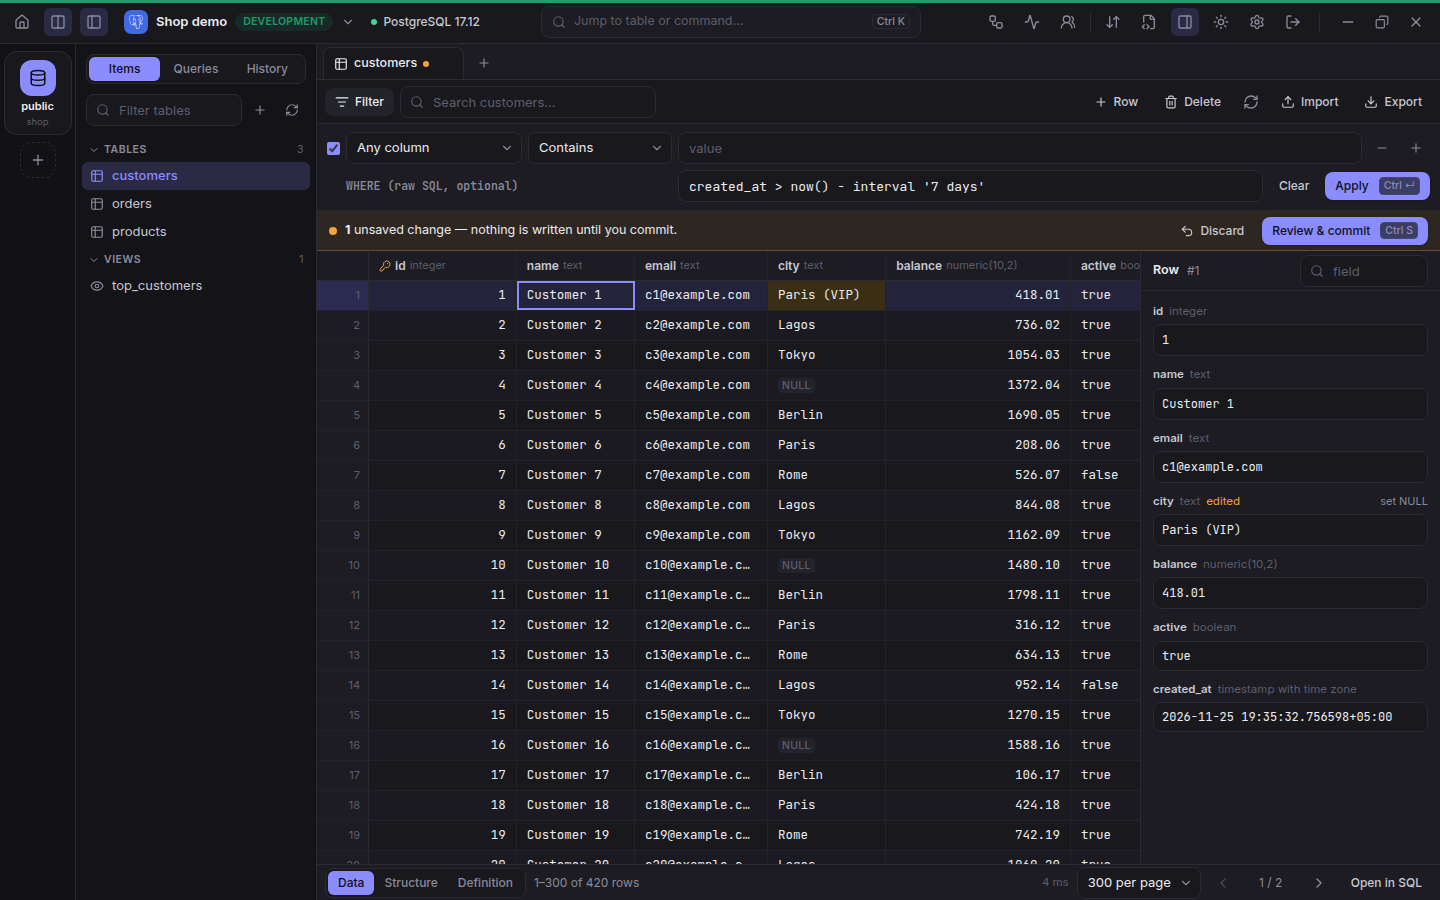 Shop demo DEVELOPMENT PostgreSQL 17.12 Jump to table or command... Ctrl K
public
shop
Items Queries History
Filter tables
TABLES 3
customers
orders
products
VIEWS 1
top_customers
customers
Filter Search customers... Row Delete Import Export
Any column Contains value
WHERE (raw SQL, optional) created_at > now() - interval '7 days' Clear Apply Ctrl ↵
1 unsaved change — nothing is written until you commit. Discard Review & commit Ctrl S
id integer name text email text city text balance numeric(10,2) active boo
1 1 Customer 1 c1@example.com Paris (VIP) 418.01 true
2 2 Customer 2 c2@example.com Lagos 736.02 true
3 3 Customer 3 c3@example.com Tokyo 1054.03 true
4 4 Customer 4 c4@example.com NULL 1372.04 true
5 5 Customer 5 c5@example.com Berlin 1690.05 true
6 6 Customer 6 c6@example.com Paris 208.06 true
7 7 Customer 7 c7@example.com Rome 526.07 false
8 8 Customer 8 c8@example.com Lagos 844.08 true
9 9 Customer 9 c9@example.com Tokyo 1162.09 true
10 10 Customer 10 c10@example.c… NULL 1480.10 true
11 11 Customer 11 c11@example.c… Berlin 1798.11 true
12 12 Customer 12 c12@example.c… Paris 316.12 true
13 13 Customer 13 c13@example.c… Rome 634.13 true
14 14 Customer 14 c14@example.c… Lagos 952.14 false
15 15 Customer 15 c15@example.c… Tokyo 1270.15 true
16 16 Customer 16 c16@example.c… NULL 1588.16 true
17 17 Customer 17 c17@example.c… Berlin 106.17 true
18 18 Customer 18 c18@example.c… Paris 424.18 true
19 19 Customer 19 c19@example.c… Rome 742.19 true
20 20 Customer 20 c20@example.c… Lagos 1060.20 true
Row #1 field
id integer
1
name text
Customer 1
email text
c1@example.com
city text edited set NULL
Paris (VIP)
balance numeric(10,2)
418.01
active boolean
true
created_at timestamp with time zone
2026-11-25 19:35:32.756598+05:00
Data Structure Definition 1–300 of 420 rows 4 ms 300 per page 1 / 2 Open in SQL